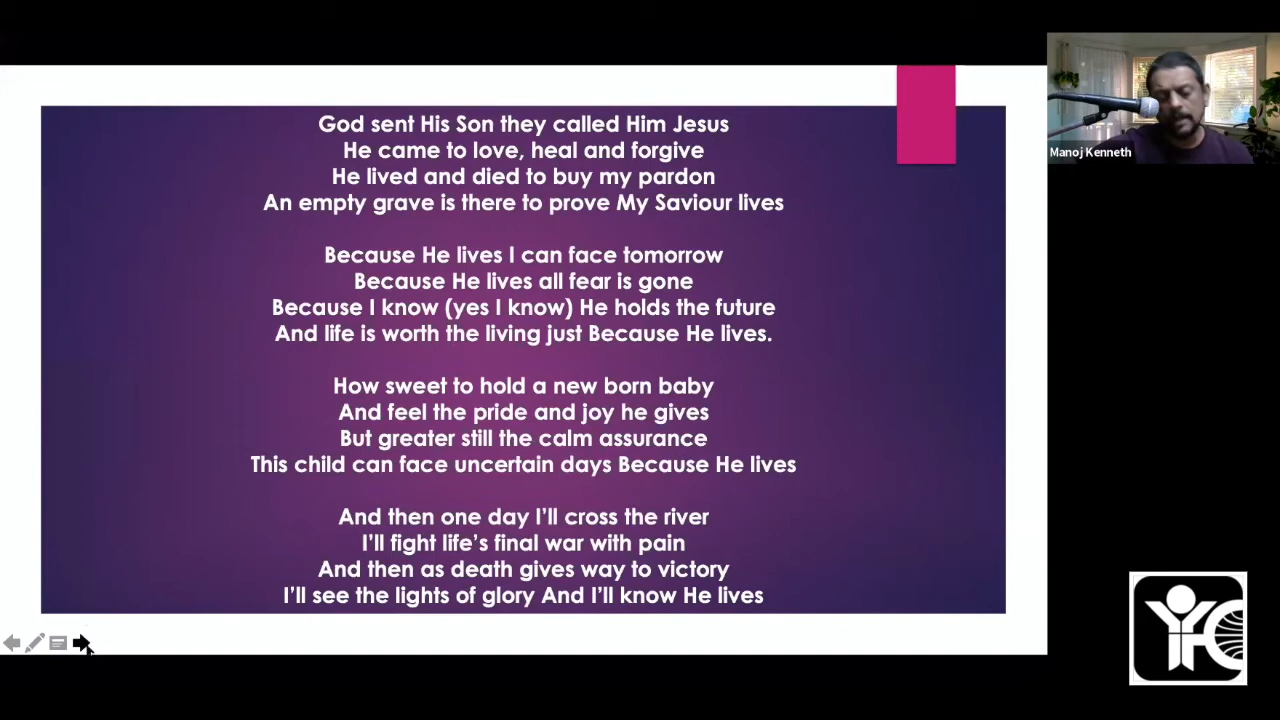 God sent His Son they called Him Jesus
He came to love, heal and forgive
He lived and died to buy my pardon
An empty grave is there to prove My Saviour lives
Because He lives I can face tomorrow
Because He lives all fear is gone
Because I know (yes I know) He holds the future
And life is worth the living just Because He lives.
How sweet to hold a new born baby
And feel the pride and joy he gives
But greater still the calm assurance
This child can face uncertain days Because He lives
And then one day I’ll cross the river
I’ll fight life’s final war with pain
And then as death gives way to victory
I’ll see the lights of glory And I’ll know He lives
Manoj Kenneth
YFC